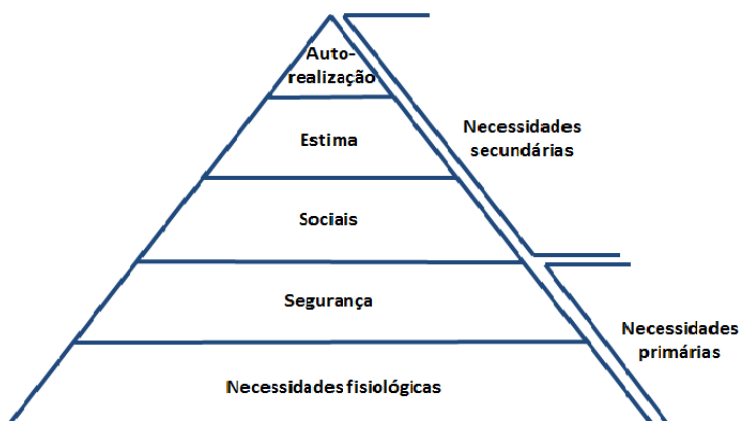 Auto-
realização
Estima
Necessidades
secundárias
Sociais
Segurança
Necessidades
primárias
Necessidades fisiológicas